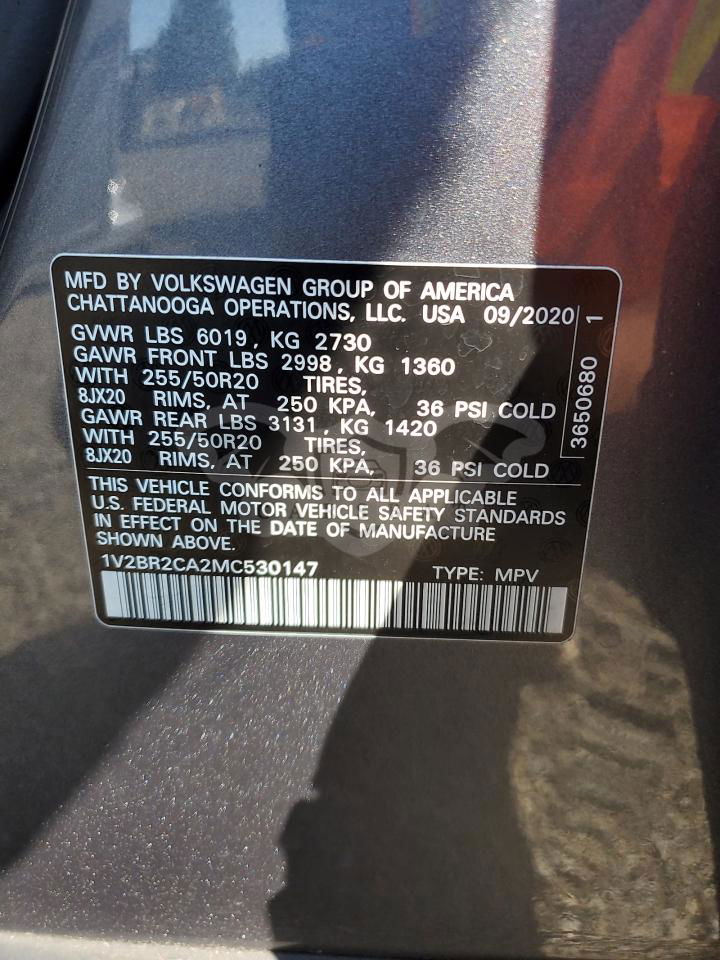 MFD BY VOLKSWAGEN GROUP OF AMERICA
CHATTANOOGA OPERATIONS, LLC. USA 09/2020
GVWR LBS 6019, KG 2730
GAWR FRONT LBS 2998, KG 1360
WITH 255/50R20 TIRES,
8JX20 RIMS, AT 250 KPA, 36 PSI COLD
GAWR REAR LBS 3131, KG 1420
WITH 255/50R20 TIRES,
8JX20 RIMS, AT 250 KPA, 36 PSI COLD
3650680 1
THIS VEHICLE CONFORMS TO ALL APPLICABLE
U.S. FEDERAL MOTOR VEHICLE SAFETY STANDARDS
IN EFFECT ON THE DATE OF MANUFACTURE
SHOWN ABOVE.
1V2BR2CA2MC530147 TYPE: MPV